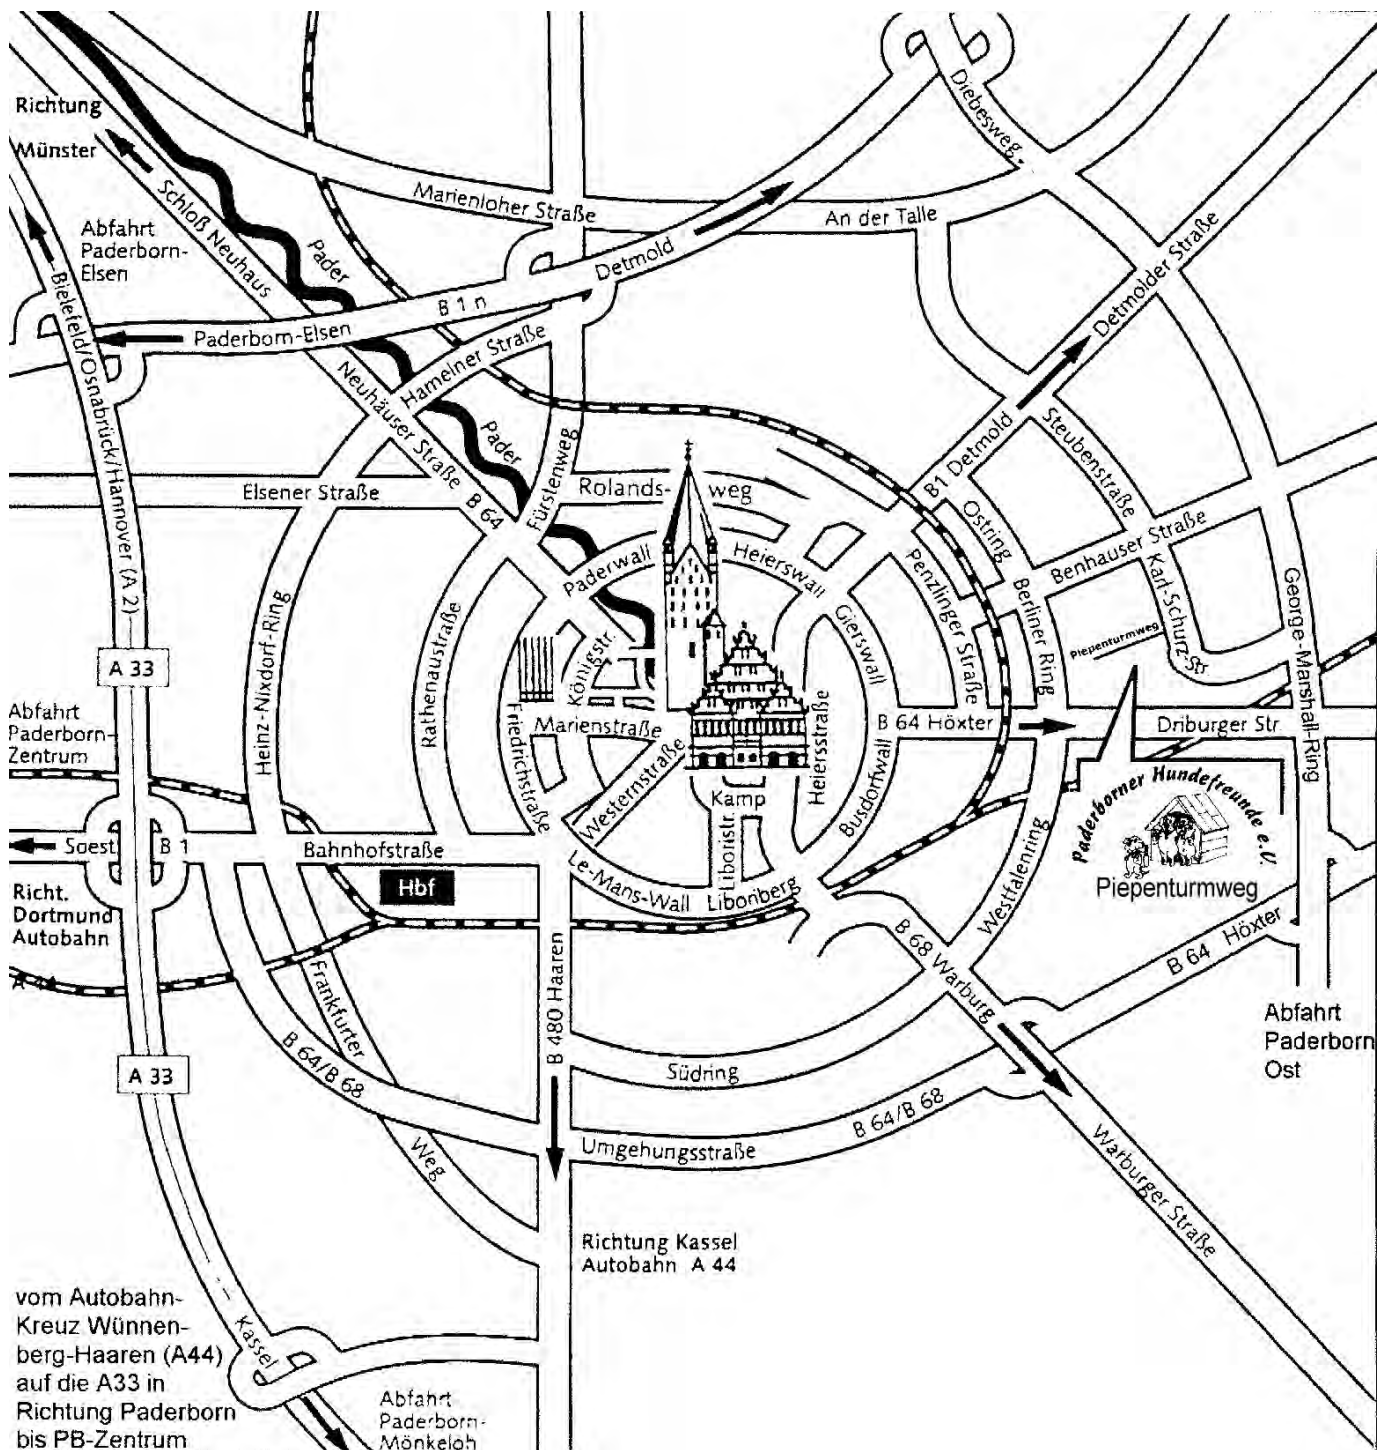 Richtung
Münster
Schloß Neuhaus
Abfahrt
Paderborn-
Elsen
Bielefeld/Osnabrück/Hannover (A 2)
Pader
Marienloher Straße
An der Talle
Diebesweg
Detmold
B 1 n
Paderborn-Elsen
Hamelner Straße
Detmolder Straße
Neuhäuser Straße B 64
Pader
Fürstenweg
Elsener Straße
Rolands-
weg
B1 Detmold
Steubenstraße
Ostring
Benhauser Straße
Paderwall
Heierswall
Penzlinger Straße
Berliner Ring
Karl-Schurz-Str.
George-Marshall-Ring
Heinz-Nixdorf-Ring
Rathenaustraße
Königstr.
Gierswall
Piepenturmweg
A 33
Friedrichstraße
Marienstraße
B 64 Höxter
Driburger Str
Abfahrt
Paderborn-
Zentrum
Westernstraße
Heiersstraße
Kamp
Busdorfwall
Paderborner Hundefreunde e.V.
Piepenturmweg
Soest
B 1
Bahnhofstraße
Hbf
Le-Mans-Wall
Liboristr.
Liboriberg
Westfalenring
Richt.
Dortmund
Autobahn
A 44
Frankfurter
Weg
B 480 Haaren
B 68 Warburg
B 64 Höxter
Abfahrt
Paderborn
Ost
A 33
B 64/B 68
Südring
Umgehungsstraße
B 64/B 68
Warburger Straße
Richtung Kassel
Autobahn A 44
vom Autobahn-
Kreuz Wünnen-
berg-Haaren (A44)
auf die A33 in
Richtung Paderborn
bis PB-Zentrum
Kassel
Abfahrt
Paderborn-
Mönkeloh